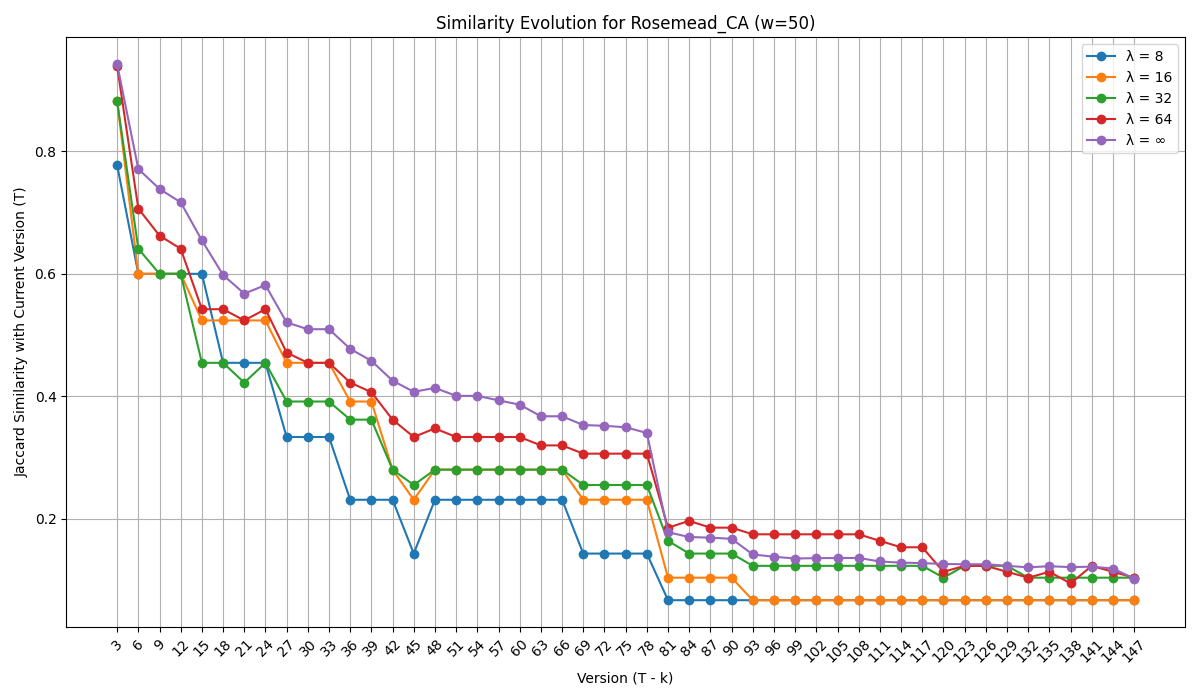 Similarity Evolution for Rosemead_CA (w=50)
λ = 8
λ = 16
λ = 32
λ = 64
λ = ∞
Jaccard Similarity with Current Version (T)
0.8
0.6
0.4
0.2
3 6 9 12 15 18 21 24 27 30 33 36 39 42 45 48 51 54 57 60 63 66 69 72 75 78 81 84 87 90 93 96 99 102 105 108 111 114 117 120 123 126 129 132 135 138 141 144 147
Version (T - k)